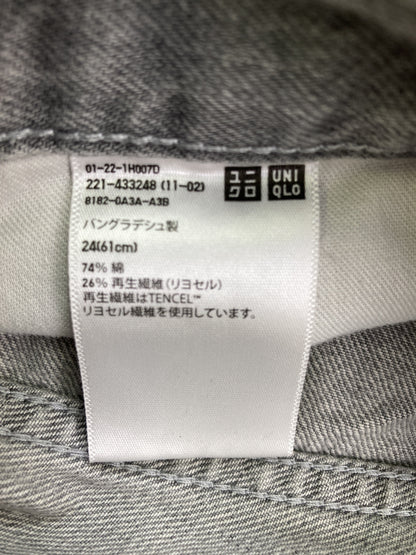 01-22-1H007D
221-433248 (11-02)
8182-0A3A-A3B
ユニクロ
UNIQLO
バングラデシュ製
24(61cm)
74% 綿
26% 再生繊維(リヨセル)
再生繊維はTENCEL™
リヨセル繊維を使用しています。